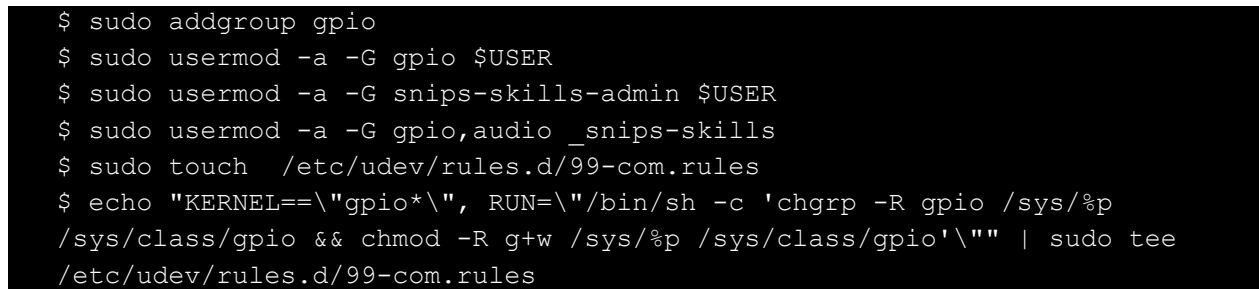 $ sudo addgroup gpio
$ sudo usermod -a -G gpio $USER
$ sudo usermod -a -G snips-skills-admin $USER
$ sudo usermod -a -G gpio,audio _snips-skills
$ sudo touch  /etc/udev/rules.d/99-com.rules
$ echo "KERNEL==\"gpio*\", RUN=\"/bin/sh -c 'chgrp -R gpio /sys/%p
/sys/class/gpio && chmod -R g+w /sys/%p /sys/class/gpio'\"" | sudo tee
/etc/udev/rules.d/99-com.rules